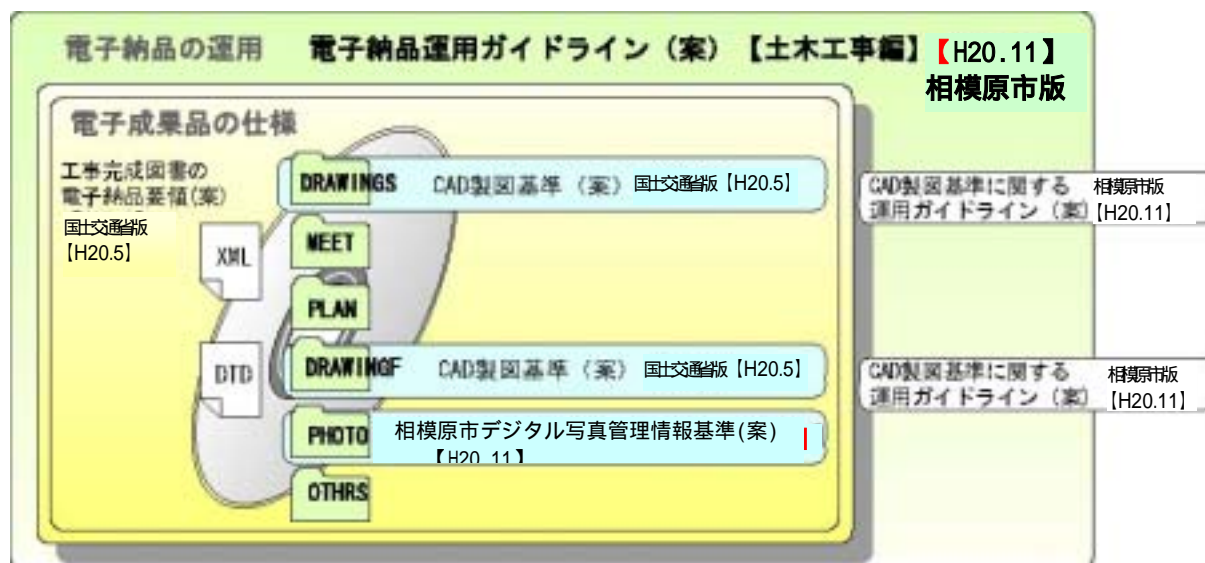 電子納品の運用 電子納品運用ガイドライン（案）【土木工事編】【H20.11】
相模原市版
電子成果品の仕様
工事完成図書の
電子納品要領(案)
国土交通省版
【H20.5】
XML
DTD
DRAWINGS CAD製図基準（案）国土交通省版【H20.5】
CAD製図基準に関する 相模原市版
運用ガイドライン（案）【H20.11】
MEET
PLAN
DRAWINGF CAD製図基準（案）国土交通省版【H20.5】
CAD製図基準に関する 相模原市版
運用ガイドライン（案）【H20.11】
PHOTO 相模原市デジタル写真管理情報基準(案)
【H20.11】
OTHRS